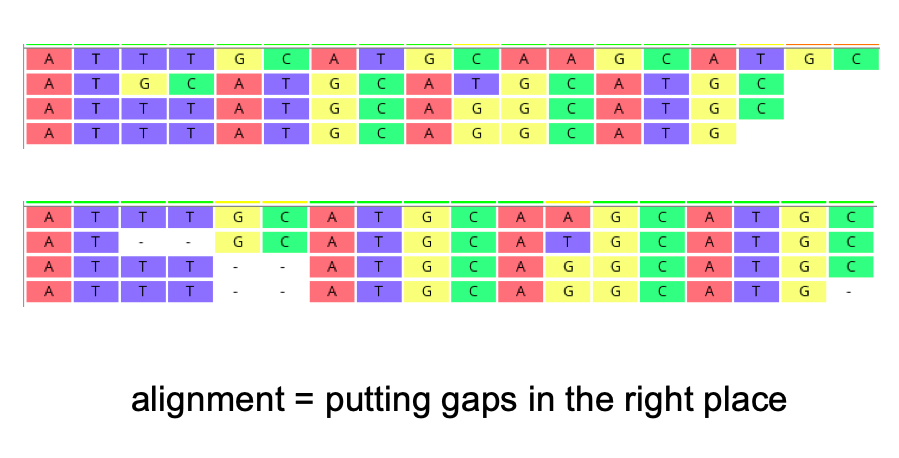 A T T T G C A T G C A A G C A T G C
A T G C A T G C A T G C A T G C
A T T T A T G C A G G C A T G C
A T T T A T G C A G G C A T G
A T T T G C A T G C A A G C A T G C
A T - - G C A T G C A T G C A T G C
A T T T - - A T G C A G G C A T G C
A T T T - - A T G C A G G C A T G -
alignment = putting gaps in the right place